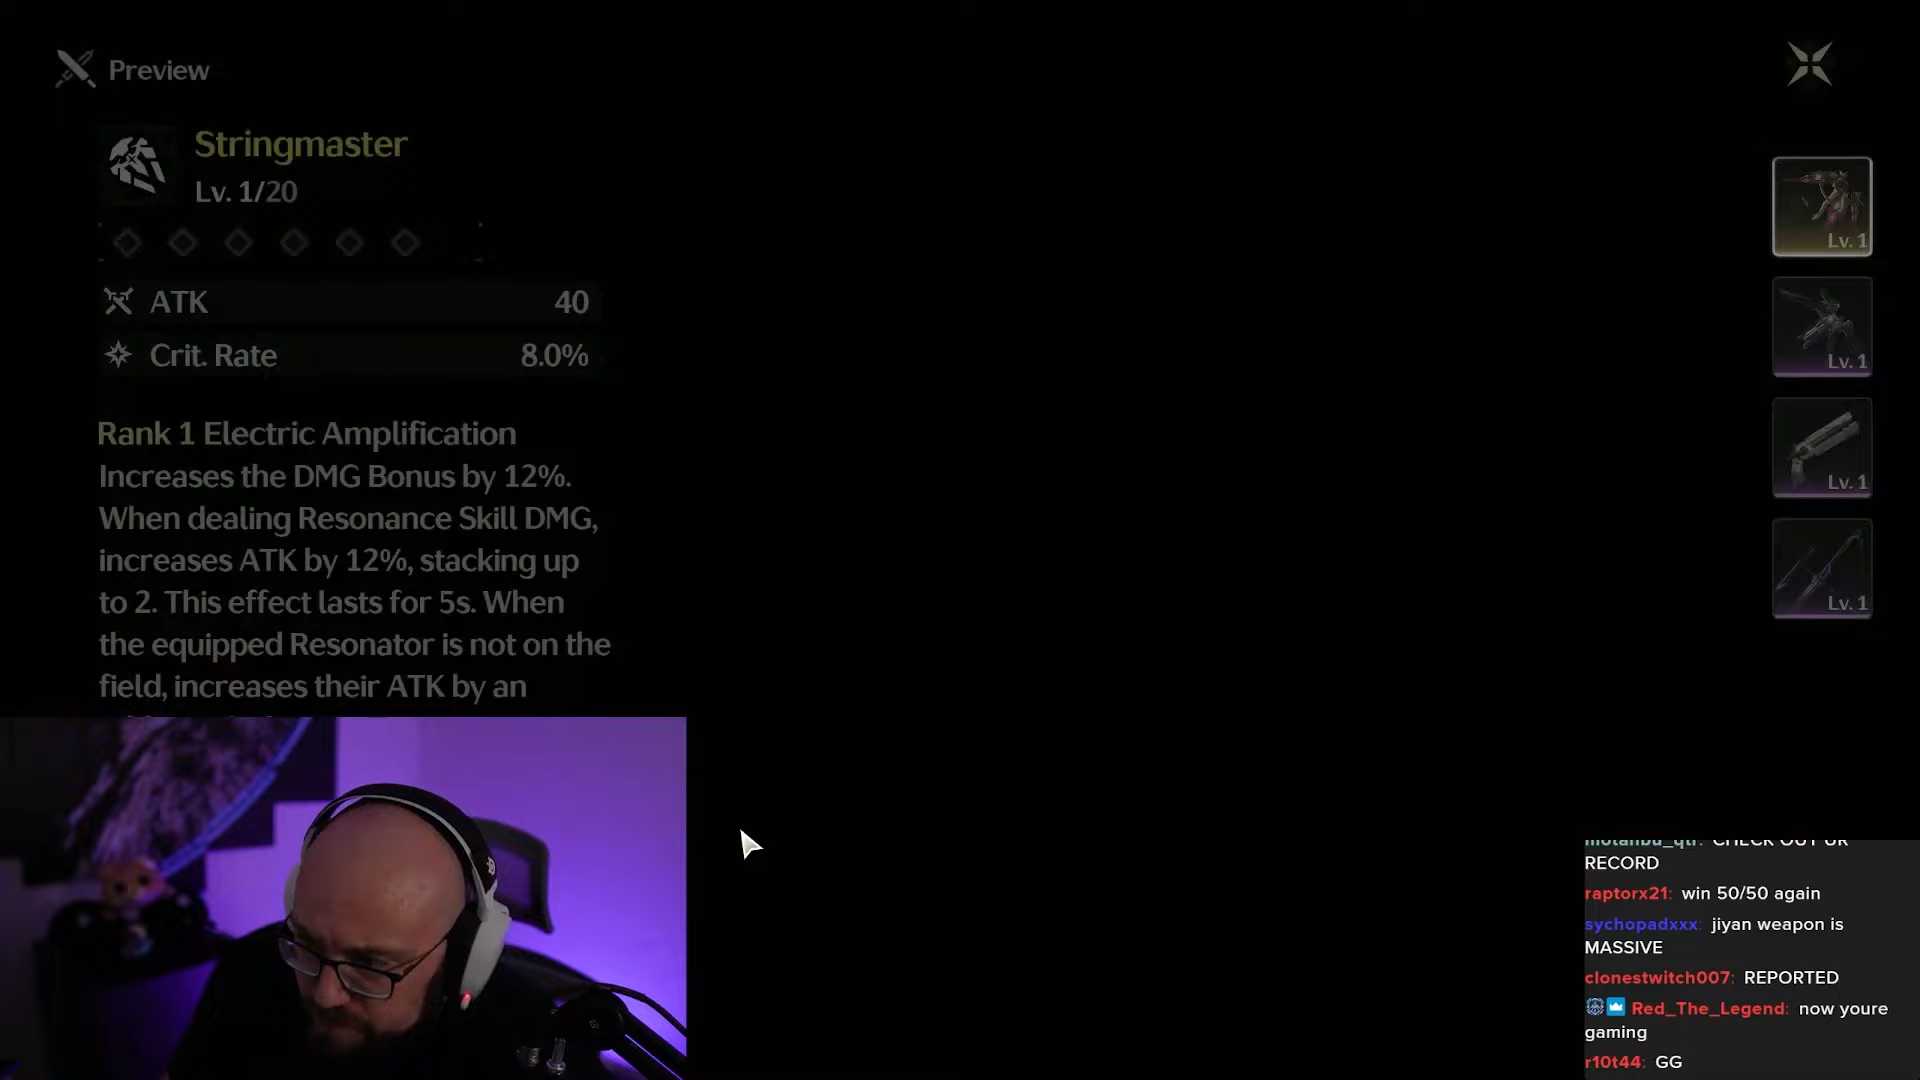 Preview
Stringmaster
Lv. 1/20
ATK 40
Crit. Rate 8.0%
Rank 1 Electric Amplification
Increases the DMG Bonus by 12%.
When dealing Resonance Skill DMG,
increases ATK by 12%, stacking up
to 2. This effect lasts for 5s. When
the equipped Resonator is not on the
field, increases their ATK by an
Lv. 1
Lv. 1
Lv. 1
Lv. 1
CHECK OUT UR
RECORD
raptorx21: win 50/50 again
sychopadxxx: jiyan weapon is
MASSIVE
clonestwitch007: REPORTED
Red_The_Legend: now youre
gaming
r10t44: GG